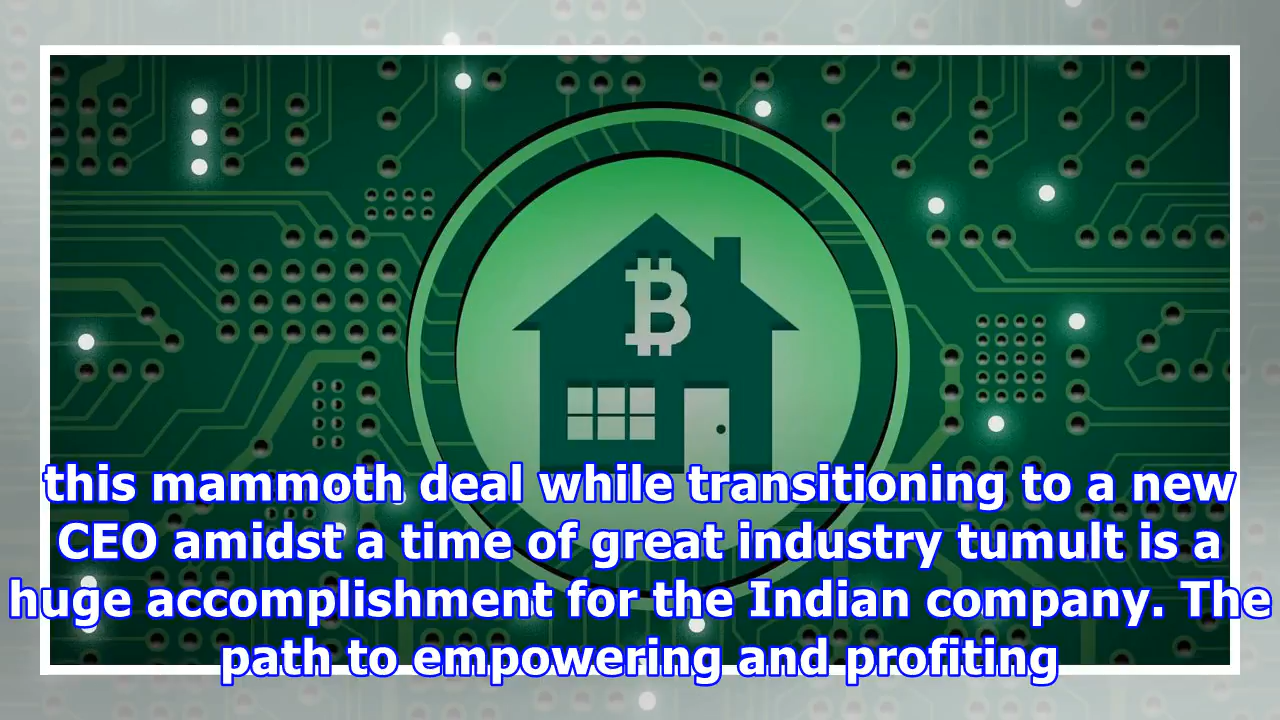 this mammoth deal while transitioning to a new
CEO amidst a time of great industry tumult is a
huge accomplishment for the Indian company. The
path to empowering and profiting